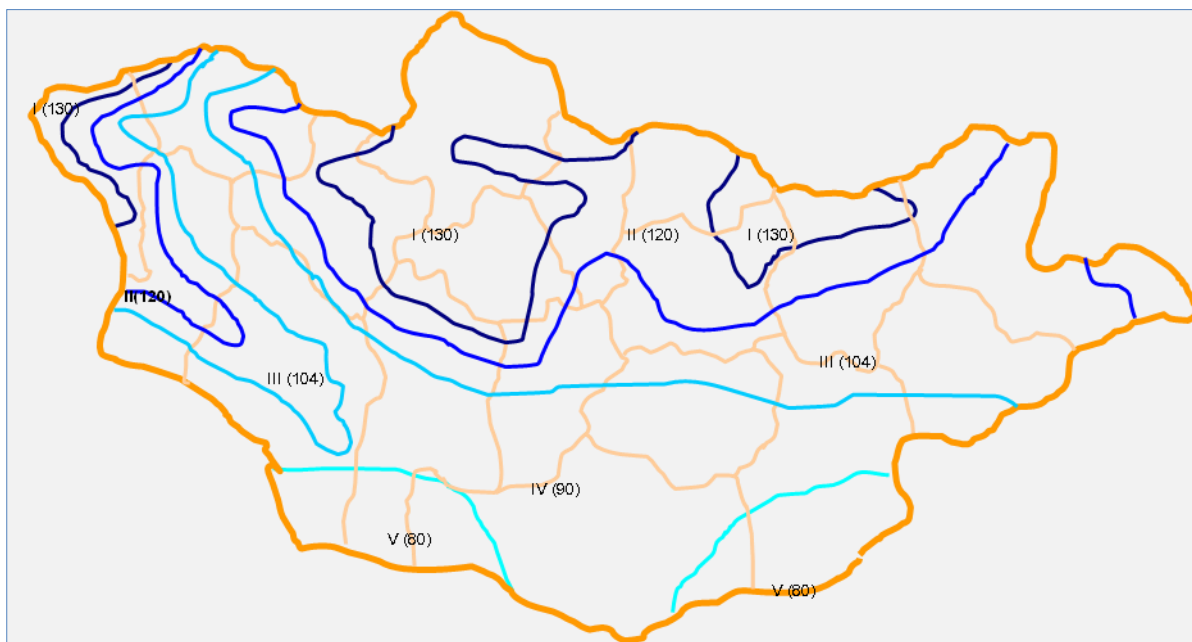 I (130)
I (130)
II (120)
I (130)
II(120)
III (104)
III (104)
IV (90)
V (80)
V (80)